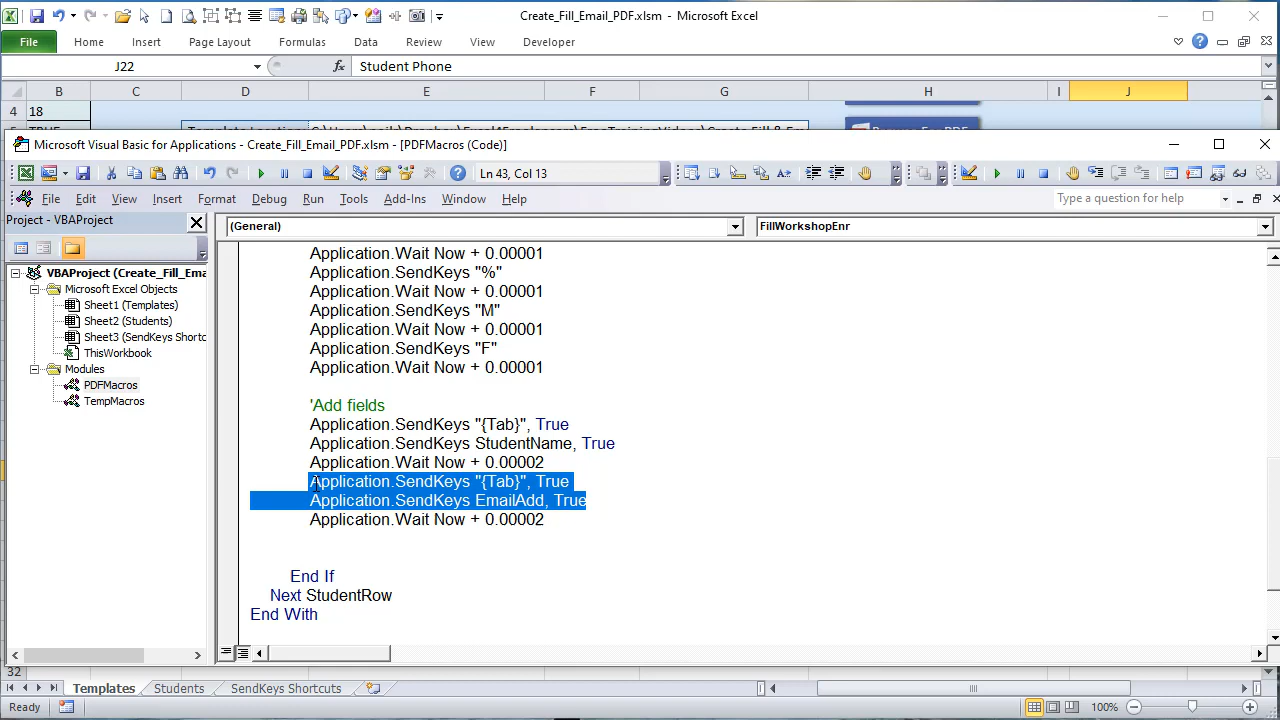 Create_Fill_Email_PDF.xlsm - Microsoft Excel
File Home Insert Page Layout Formulas Data Review View Developer
J22 fx Student Phone
B C D E F G H I J
4 18
Microsoft Visual Basic for Applications - Create_Fill_Email_PDF.xlsm - [PDFMacros (Code)]
Ln 43, Col 13
File Edit View Insert Format Debug Run Tools Add-Ins Window Help Type a question for help
Project - VBAProject
(General) FillWorkshopEnr
VBAProject (Create_Fill_Ema
Microsoft Excel Objects
Sheet1 (Templates)
Sheet2 (Students)
Sheet3 (SendKeys Shortc
ThisWorkbook
Modules
PDFMacros
TempMacros
Application.Wait Now + 0.00001
Application.SendKeys "%"
Application.Wait Now + 0.00001
Application.SendKeys "M"
Application.Wait Now + 0.00001
Application.SendKeys "F"
Application.Wait Now + 0.00001
'Add fields
Application.SendKeys "{Tab}", True
Application.SendKeys StudentName, True
Application.Wait Now + 0.00002
Application.SendKeys "{Tab}", True
Application.SendKeys EmailAdd, True
Application.Wait Now + 0.00002
End If
Next StudentRow
End With
32
Templates Students SendKeys Shortcuts
Ready 100%